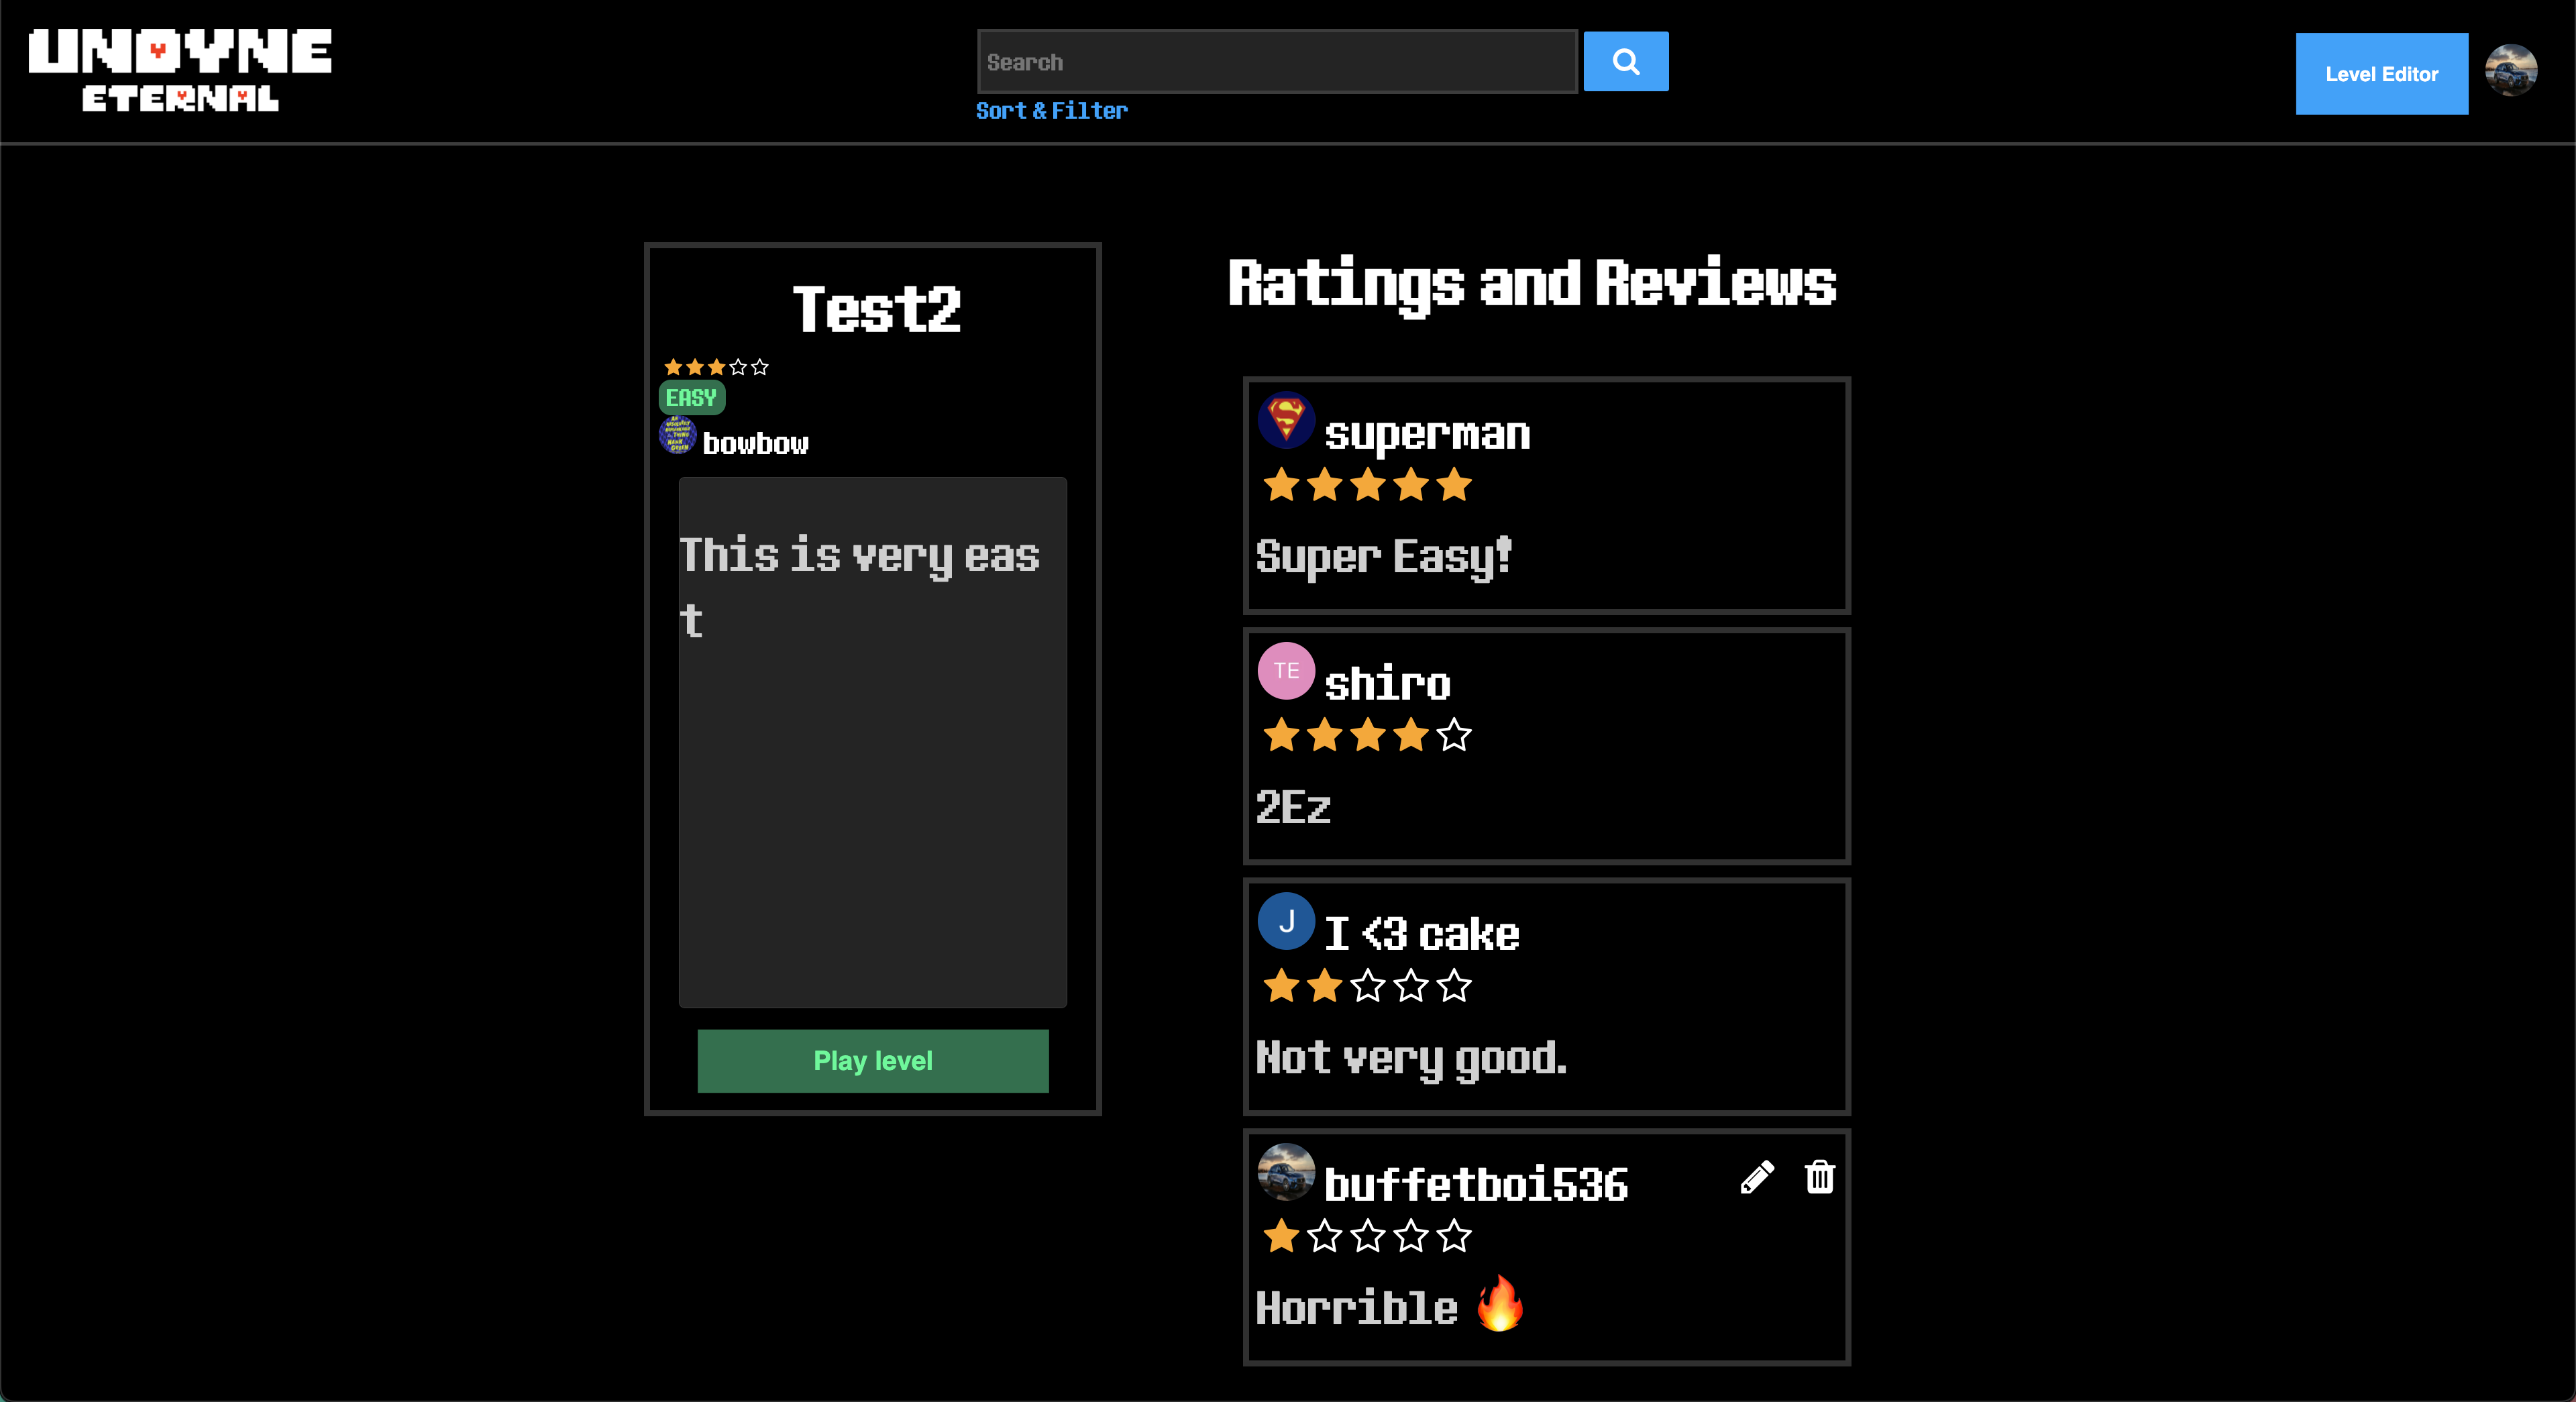 UNDYNE
ETERNAL
Search
Sort & Filter
Level Editor
Test2
EASY
bowbow
This is very eas
t
Play level
Ratings and Reviews
superman
Super Easy!
TE
shiro
2Ez
J
I <3 cake
Not very good.
buffetboi536
Horrible 🔥